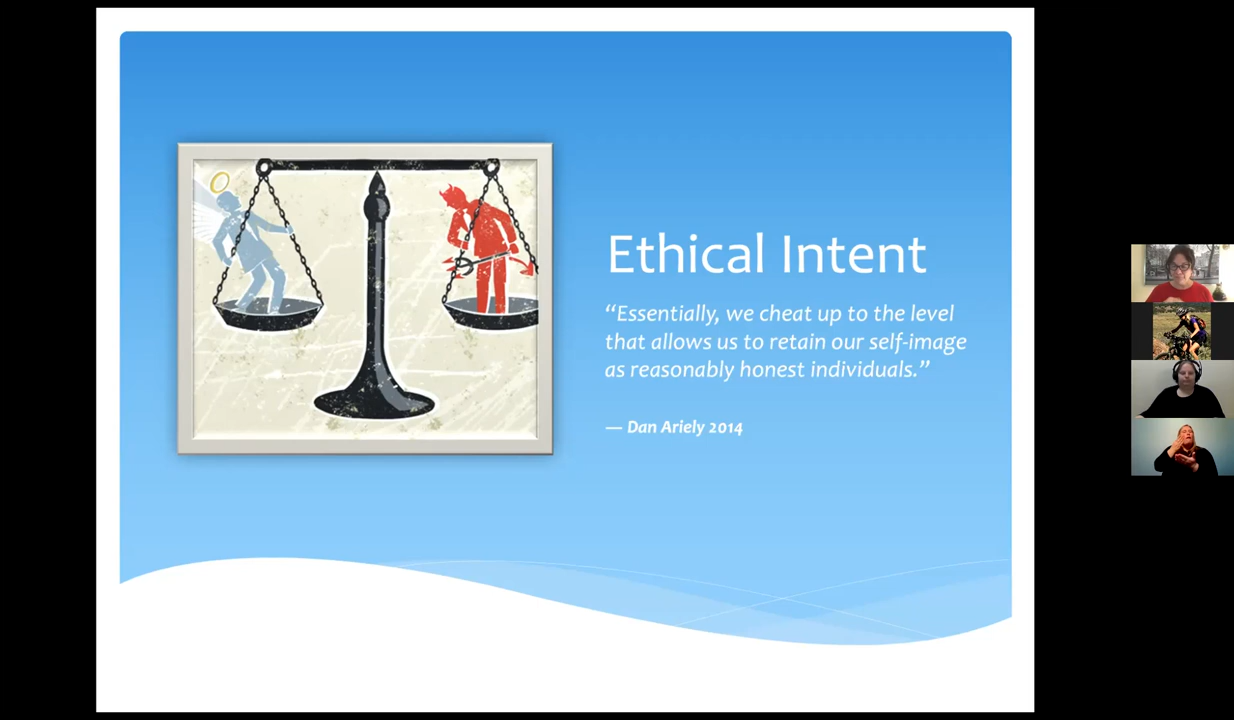 Ethical Intent
“Essentially, we cheat up to the level
that allows us to retain our self-image
as reasonably honest individuals.”
— Dan Ariely 2014